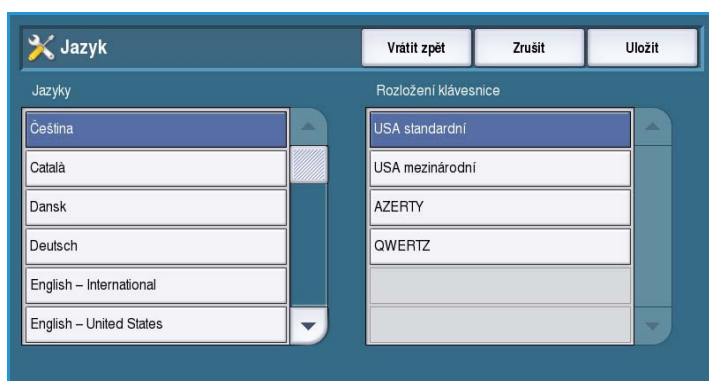 Jazyk
Vrátit zpět
Zrušit
Uložit
Jazyky
Rozložení klávesnice
Čeština
Català
Dansk
Deutsch
English – International
English – United States
USA standardní
USA mezinárodní
AZERTY
QWERTZ